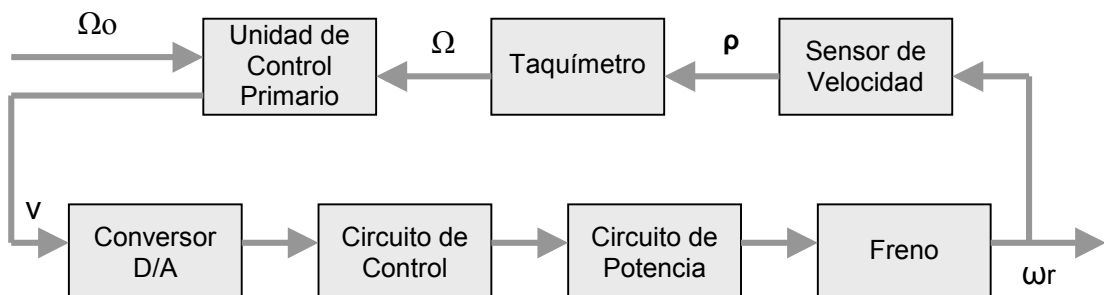 Ωo
Unidad de
Control
Primario
Ω
Taquímetro
ρ
Sensor de
Velocidad
v
Conversor
D/A
Circuito de
Control
Circuito de
Potencia
Freno
ωr